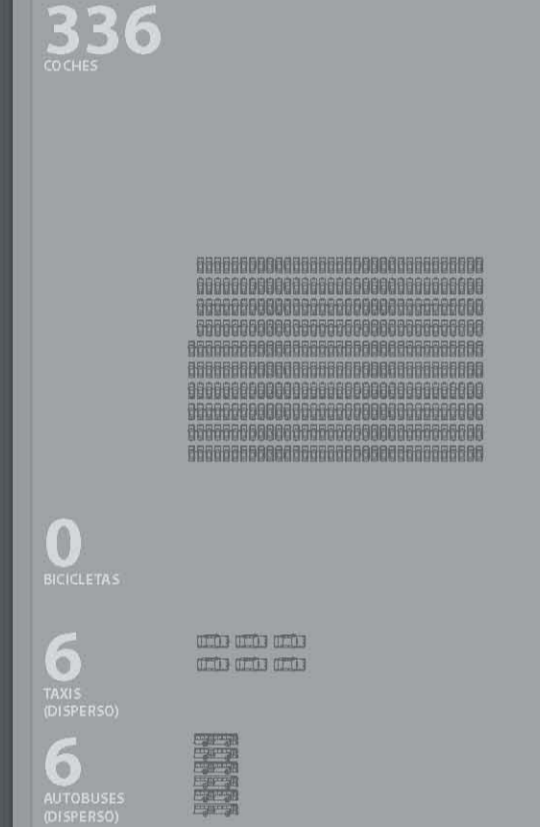 336
COCHES
0
BICICLETAS
6
TAXIS
(DISPERSO)
6
AUTOBUSES
(DISPERSO)